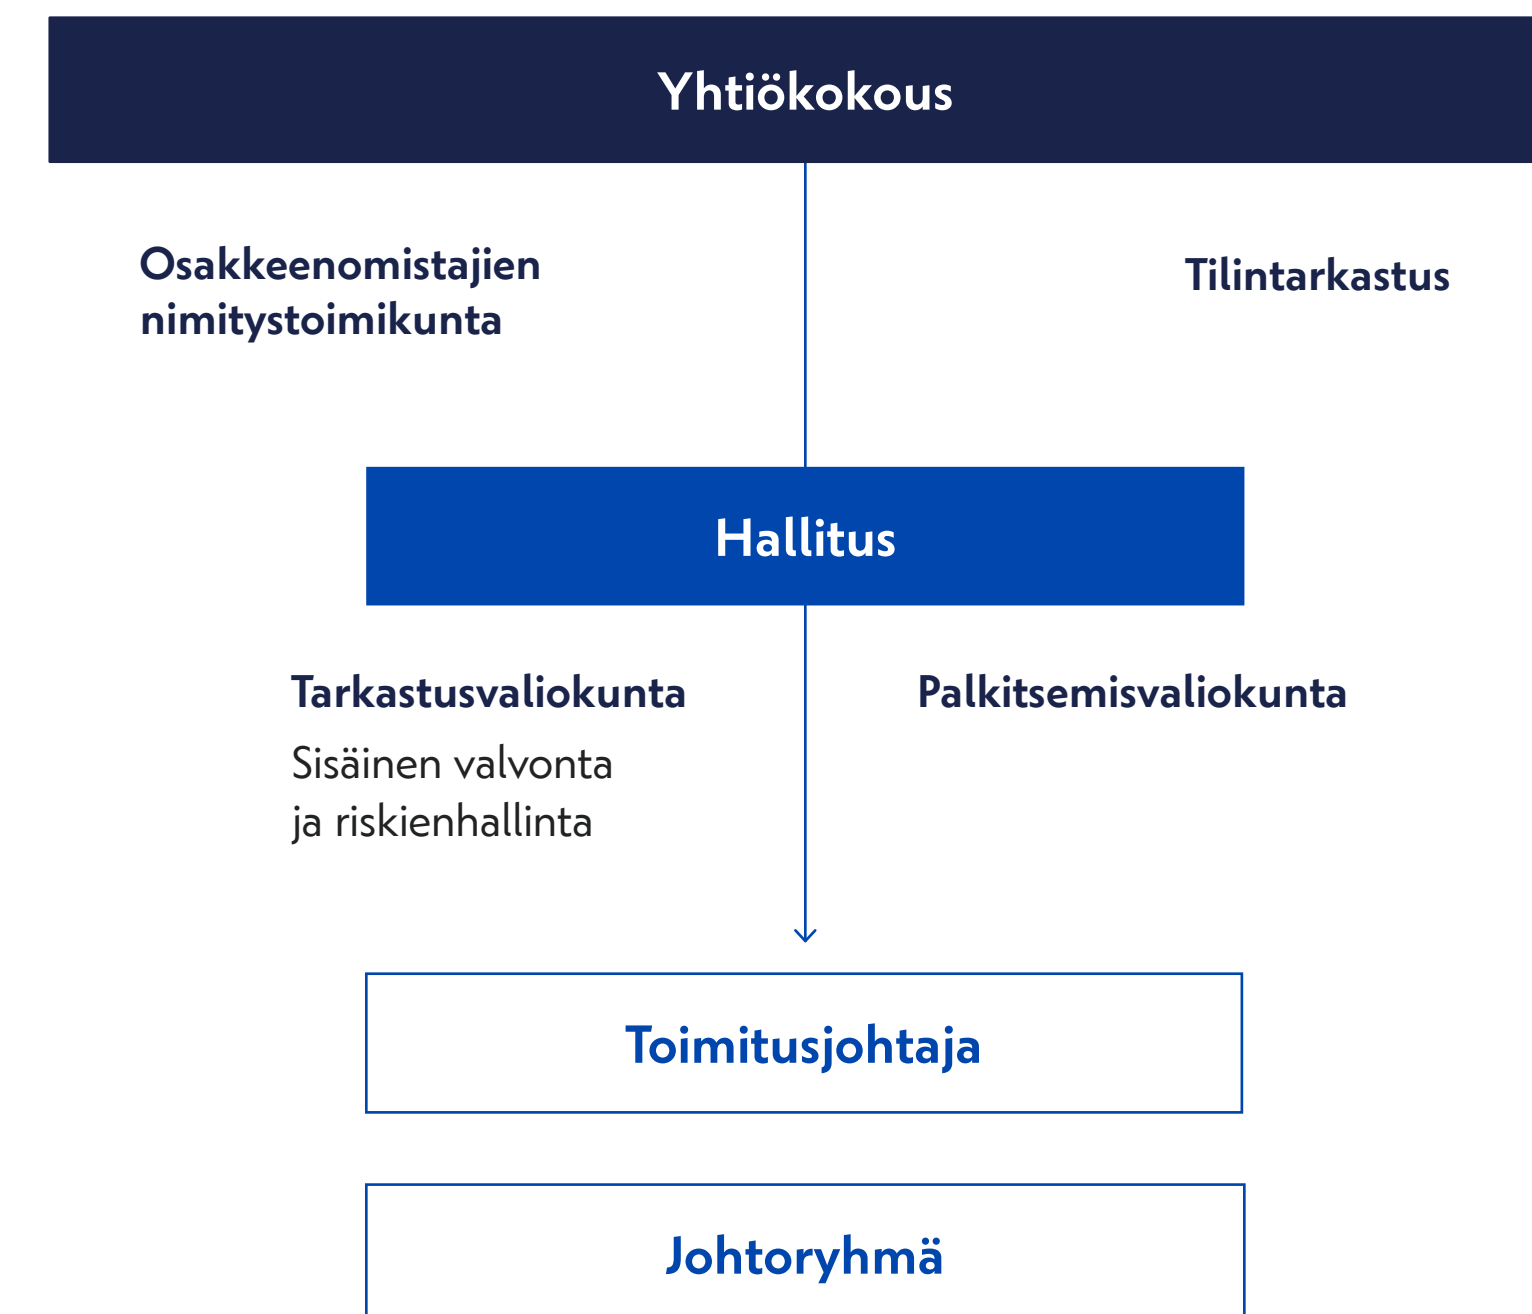 Yhtiökokous
Osakkeenomistajien
nimitystoimikunta
Tilintarkastus
Hallitus
Tarkastusvaliokunta
Sisäinen valvonta
ja riskienhallinta
Palkitsemisvaliokunta
Toimitusjohtaja
Johtoryhmä